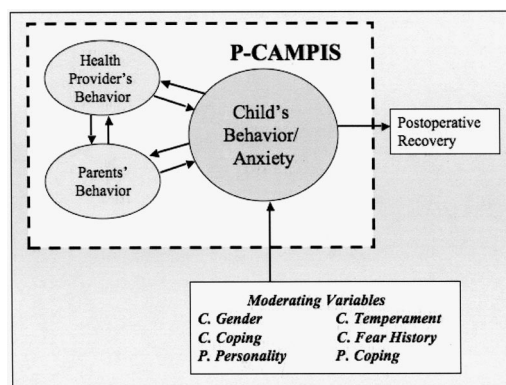 P-CAMPIS
Health
Provider's
Behavior
Child's
Behavior/
Anxiety
Parents'
Behavior
Postoperative
Recovery
Moderating Variables
C. Gender C. Temperament
C. Coping C. Fear History
P. Personality P. Coping